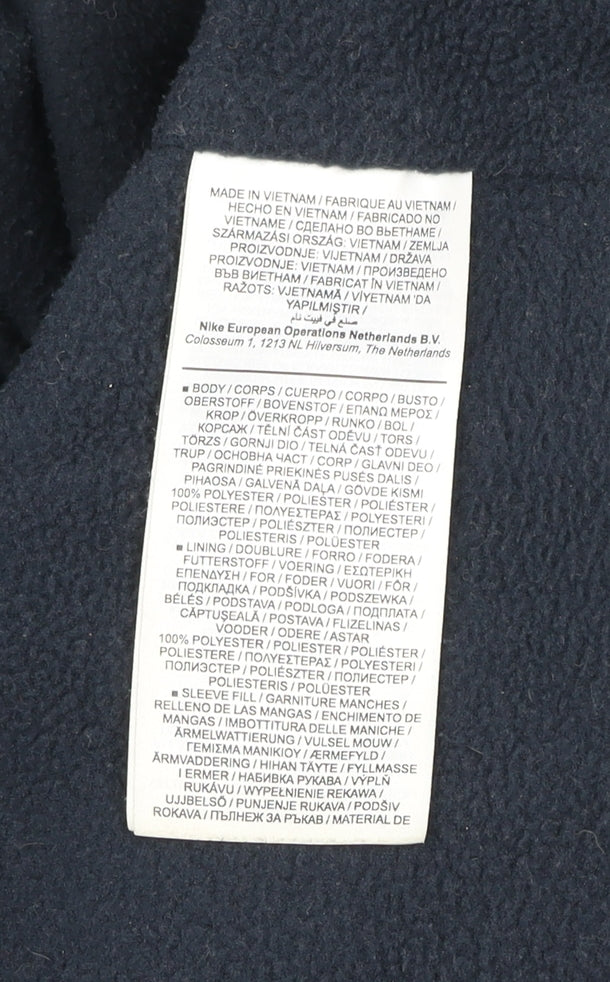 MADE IN VIETNAM / FABRIQUE AU VIETNAM /
HECHO EN VIETNAM / FABRICADO NO
VIETNAME / СДЕЛАНО ВО ВЬЕТНАМЕ /
SZÁRMAZÁSI ORSZÁG: VIETNAM / ZEMLJA
PROIZVODNJE: VIJETNAM / DRŽAVA
PROIZVODNJE: VIETNAM / ПРОИЗВЕДЕНО
ВЪВ ВИЕТНАМ / FABRICAT ÎN VIETNAM /
RAŽOTS: VJETNAMĀ / VİYETNAM 'DA
YAPILMIŞTIR /
صنع في فييت نام
Nike European Operations Netherlands B.V.
Colosseum 1, 1213 NL Hilversum, The Netherlands
■ BODY / CORPS / CUERPO / CORPO / BUSTO /
OBERSTOFF / BOVENSTOF / ΕΠΑΝΩ ΜΕΡΟΣ /
KROP / ÖVERKROPP / RUNKO / BOL /
КОРСАЖ / TĚLNÍ ČÁST ODĚVU / TORS /
TÖRZS / GORNJI DIO / TELNÁ ČASŤ ODEVU /
TRUP / ОСНОВНА ЧАСТ / CORP / GLAVNI DEO /
PAGRINDINĖ PRIEKINĖS PUSĖS DALIS /
PIHAOSA / GALVENĀ DAĻA / GÖVDE KISMI
100% POLYESTER / POLIESTER / POLIÉSTER /
POLIESTERE / ΠΟΛΥΕΣΤΕΡΑΣ / POLYESTERI /
ПОЛИЭСТЕР / POLIÉSZTER / ПОЛИЕСТЕР /
POLIESTERIS / POLÜESTER
■ LINING / DOUBLURE / FORRO / FODERA /
FUTTERSTOFF / VOERING / ΕΣΩΤΕΡΙΚΗ
ΕΠΕΝΔΥΣΗ / FOR / FODER / VUORI / FÔR /
ПОДКЛАДКА / PODŠÍVKA / PODSZEWKA /
BÉLÉS / PODSTAVA / PODLOGA / ПОДПЛАТА /
CĂPTUŞEALĂ / POSTAVA / FLIZELINAS /
VOODER / ODERE / ASTAR
100% POLYESTER / POLIESTER / POLIÉSTER /
POLIESTERE / ΠΟΛΥΕΣΤΕΡΑΣ / POLYESTERI /
ПОЛИЭСТЕР / POLIÉSZTER / ПОЛИЕСТЕР /
POLIESTERIS / POLÜESTER
■ SLEEVE FILL / GARNITURE MANCHES /
RELLENO DE LAS MANGAS / ENCHIMENTO DE
MANGAS / IMBOTTITURA DELLE MANICHE /
ÄRMELWATTIERUNG / VULSEL MOUW /
ΓΕΜΙΣΜΑ ΜΑΝΙΚΙΟΥ / ÆRMEFYLD /
ÄRMVADDERING / HIHAN TÄYTE / FYLLMASSE
I ERMER / НАБИВКА РУКАВА / VÝPLŇ
RUKÁVU / WYPEŁNIENIE REKAWA /
UJJBELSŐ / PUNJENJE RUKAVA / PODŠIV
ROKAVA / ПЪЛНЕЖ ЗА РЪКАВ / MATERIAL DE